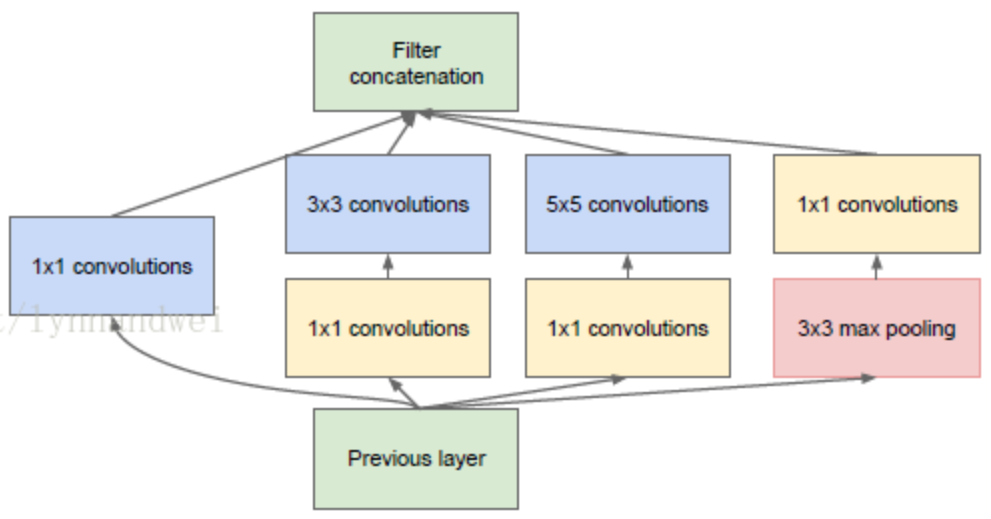 Filter
concatenation
3x3 convolutions
5x5 convolutions
1x1 convolutions
1x1 convolutions
1x1 convolutions
1x1 convolutions
3x3 max pooling
Previous layer